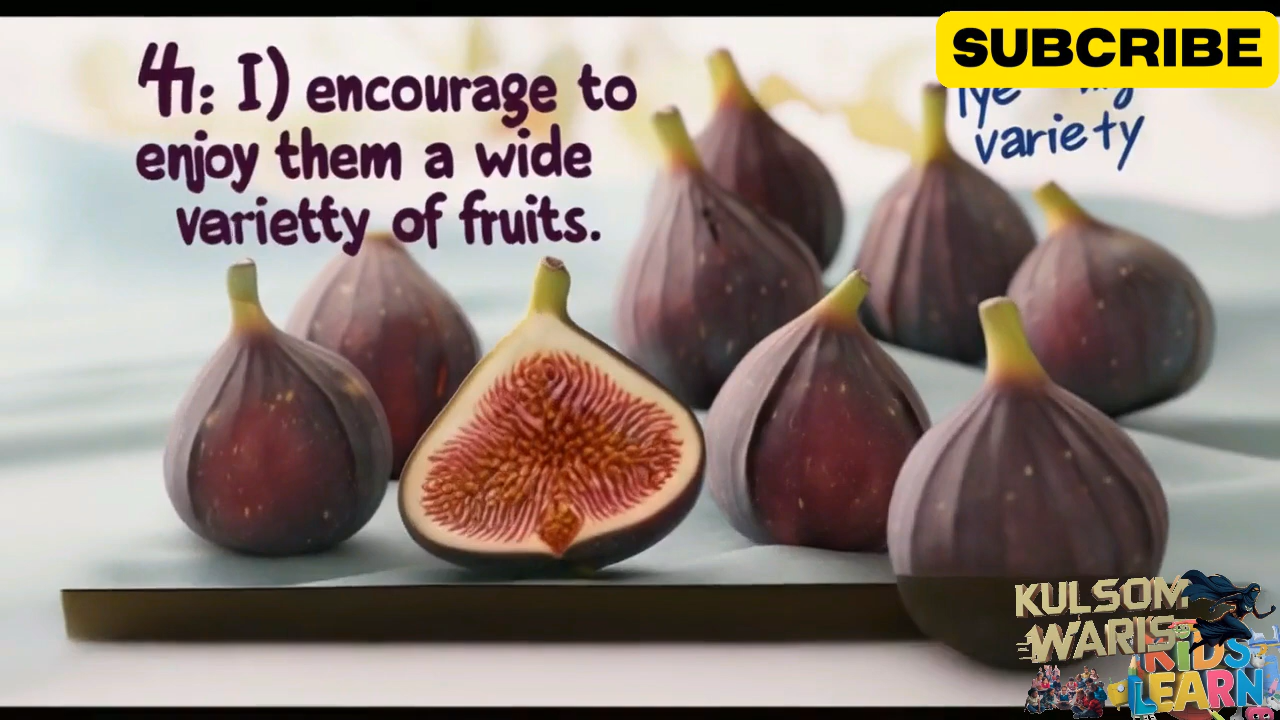 41: I) encourage to
enjoy them a wide
varietty of fruits.
SUBCRIBE
variety
KULSOM
WARIS
KIDS
LEARN